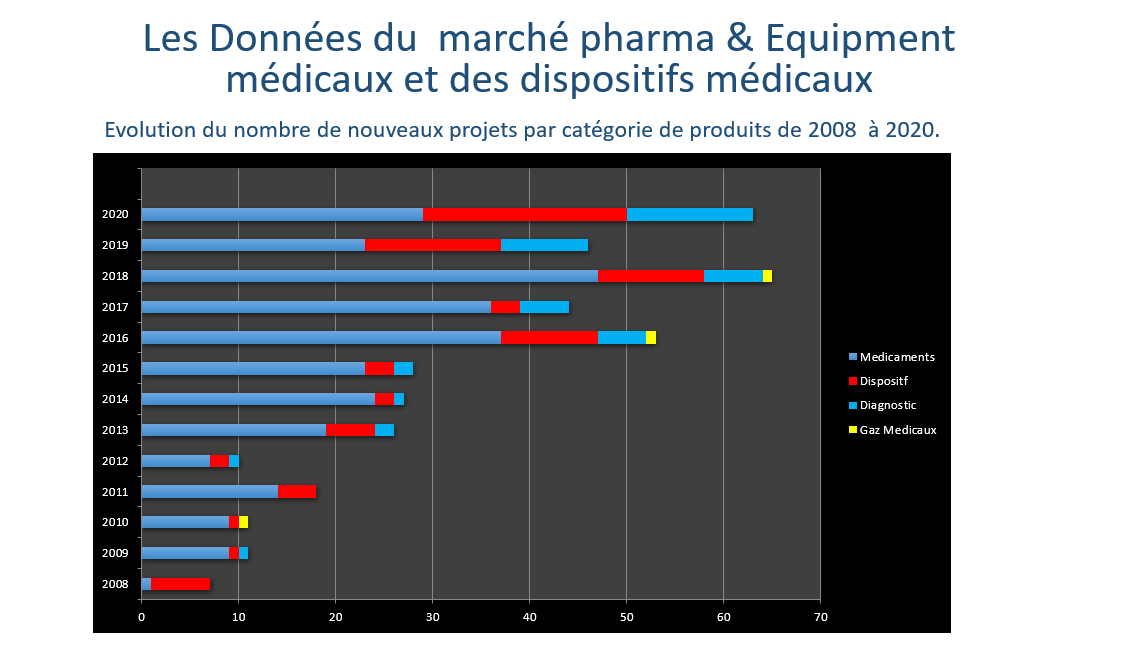 Les Données du  marché pharma & Equipment
médicaux et des dispositifs médicaux
Evolution du nombre de nouveaux projets par catégorie de produits de 2008  à 2020.
2020
2019
2018
2017
2016
2015
2014
2013
2012
2011
2010
2009
2008
0 10 20 30 40 50 60 70
Medicaments
Dispositf
Diagnostic
Gaz Medicaux